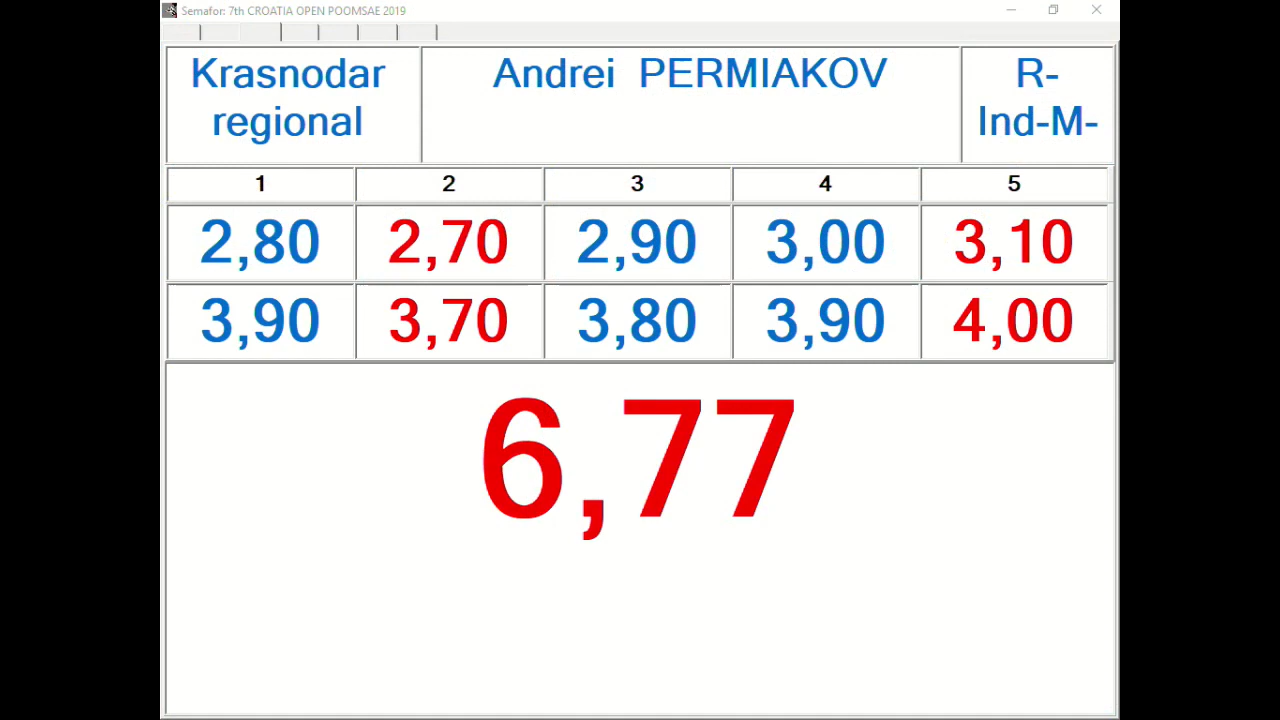 Semafor: 7th CROATIA OPEN POOMSAE 2019
Krasnodar
regional
Andrei PERMIAKOV
R-
Ind-M-
1 2 3 4 5
2,80 2,70 2,90 3,00 3,10
3,90 3,70 3,80 3,90 4,00
6,77